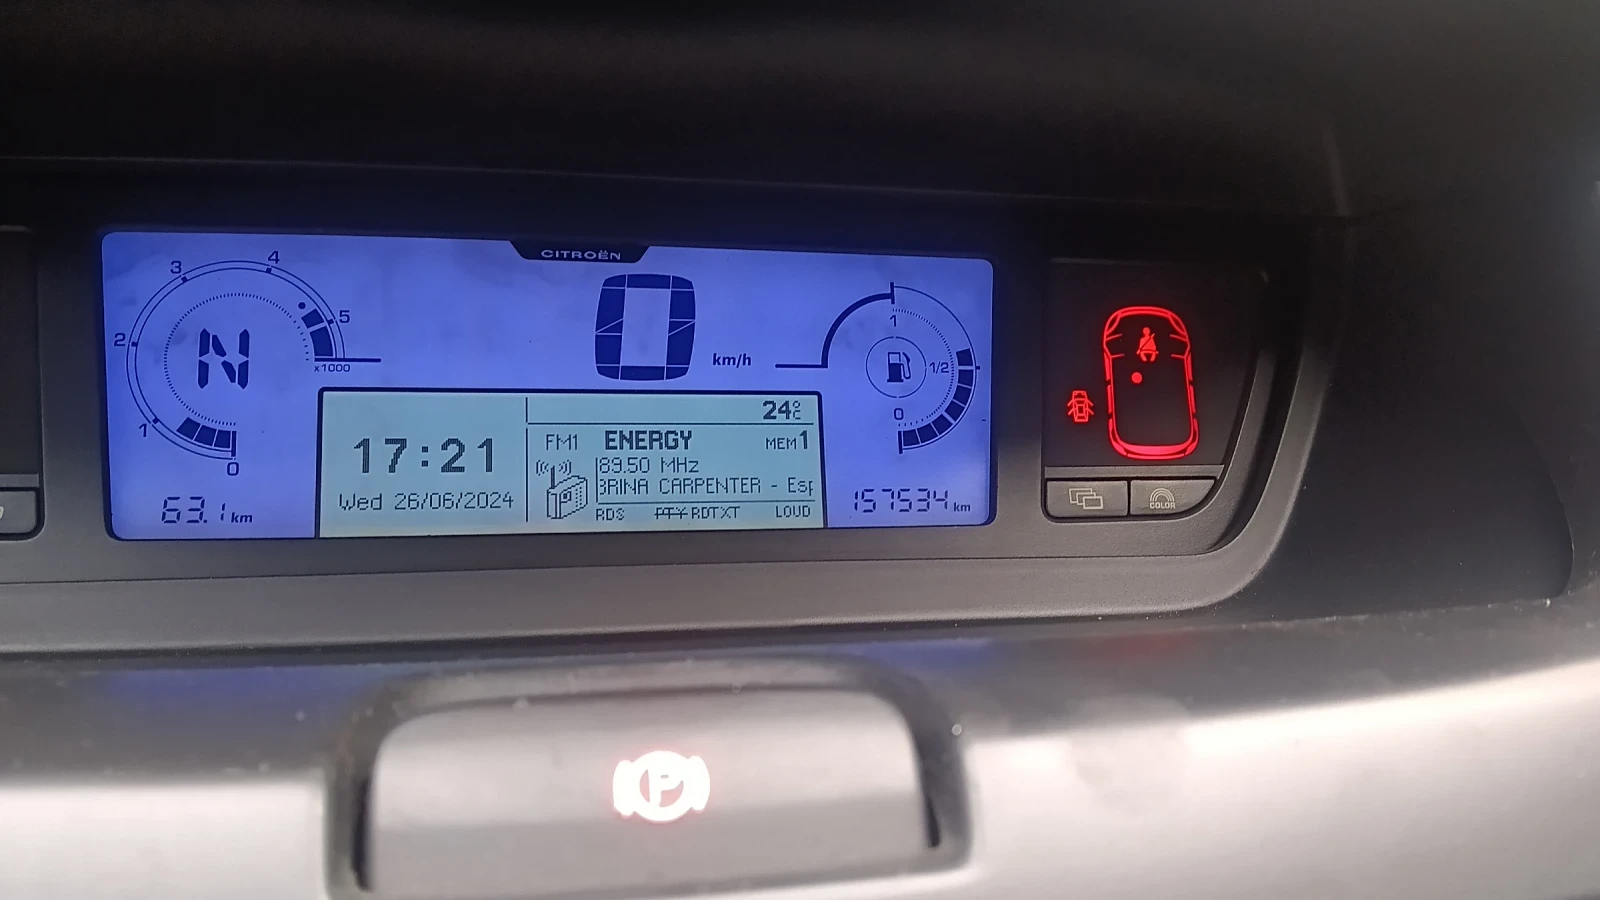 CITROËN
0
km/h
0
1
2
3
4
5
x1000
N
63.1 km
17:21
Wed 26/06/2024
24°C
FM1 ENERGY MEM1
89.50 MHz
BRINA CARPENTER - Esp
RDS PTY RDTXT LOUD
1
1/2
0
157534 km
COLOR
P